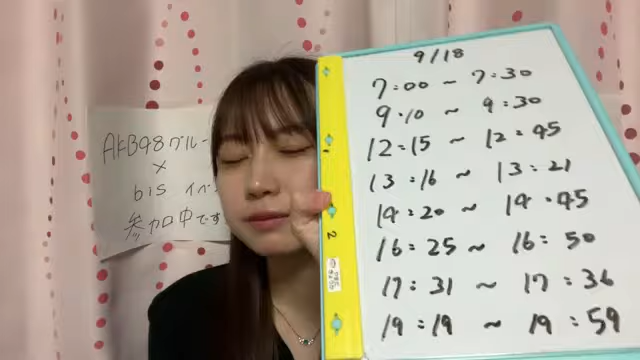 AKB48グルー
×
bis イベ
参加中です
9/18
7:00 ~ 7:30
9:10 ~ 9:30
12:15 ~ 12:45
13:16 ~ 13:21
14:20 ~ 14:45
16:25 ~ 16:50
17:31 ~ 17:36
19:19 ~ 19:59
1
2